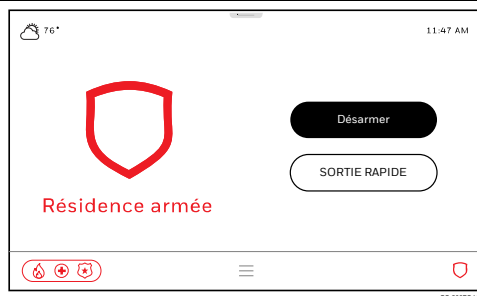 76°
11:47 AM
Désarmer
SORTIE RAPIDE
Résidence armée